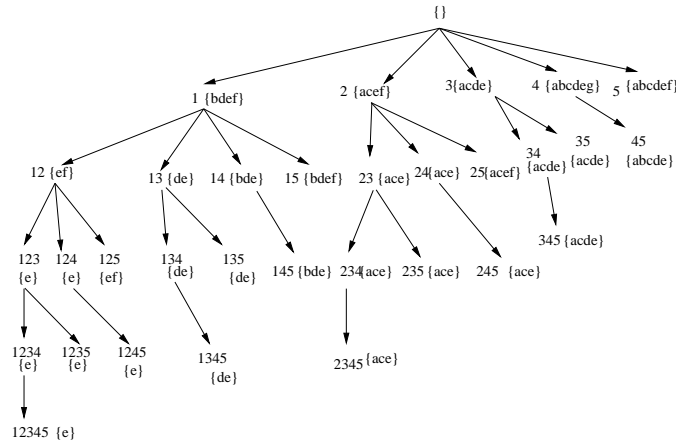 {}
1 {bdef}
2 {acef}
3{acde}
4 {abcdeg}
5 {abcdef}
12 {ef}
13 {de}
14 {bde}
15 {bdef}
23 {ace}
24{ace}
25{acef}
34
{acde}
35
{acde}
45
{abcde}
123
{e}
124
{e}
125
{ef}
134
{de}
135
{de}
145 {bde}
234{ace}
235 {ace}
245 {ace}
345 {acde}
1234
{e}
1235
{e}
1245
{e}
1345
{de}
2345 {ace}
12345 {e}